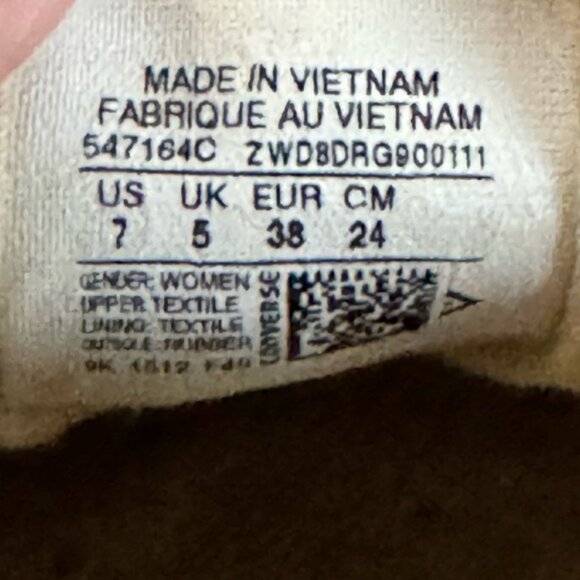 MADE IN VIETNAM
FABRIQUE AU VIETNAM
547164C 2WD8DRG900111
US UK EUR CM
7 5 38 24
GENDER: WOMEN
UPPER: TEXTILE
LINING: TEXTILE
OUTSOLE: RUBBER
CONVERSE